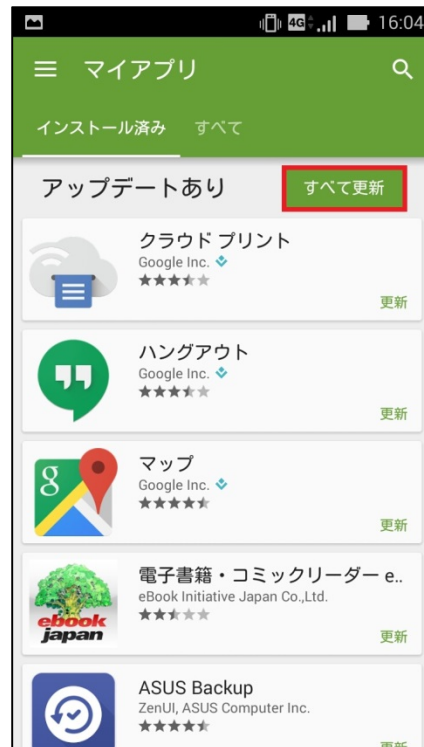 4G 16:04
マイアプリ
インストール済み すべて
アップデートあり すべて更新
クラウド プリント
Google Inc.
更新
ハングアウト
Google Inc.
更新
g
マップ
Google Inc.
更新
電子書籍・コミックリーダー e..
eBook Initiative Japan Co.,Ltd.
ebook
japan
更新
ASUS Backup
ZenUI, ASUS Computer Inc.
更新